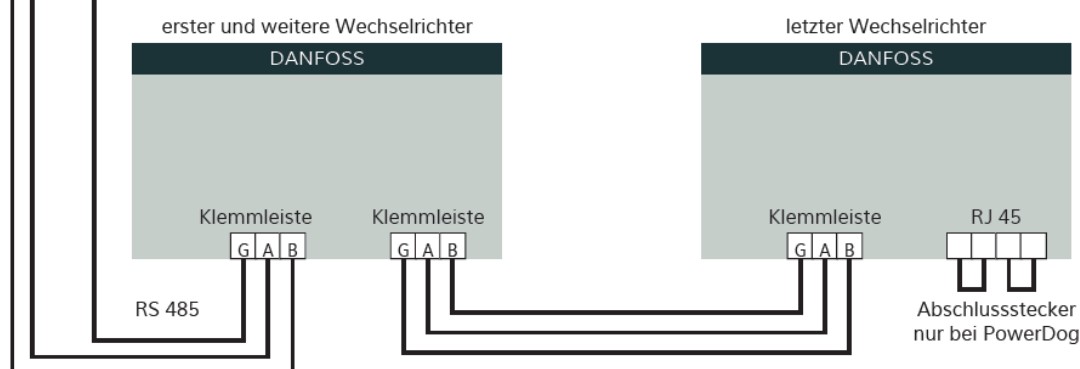 erster und weitere Wechselrichter
letzter Wechselrichter
DANFOSS
DANFOSS
Klemmleiste
Klemmleiste
Klemmleiste
RJ 45
G A B
G A B
G A B
RS 485
Abschlussstecker
nur bei PowerDog